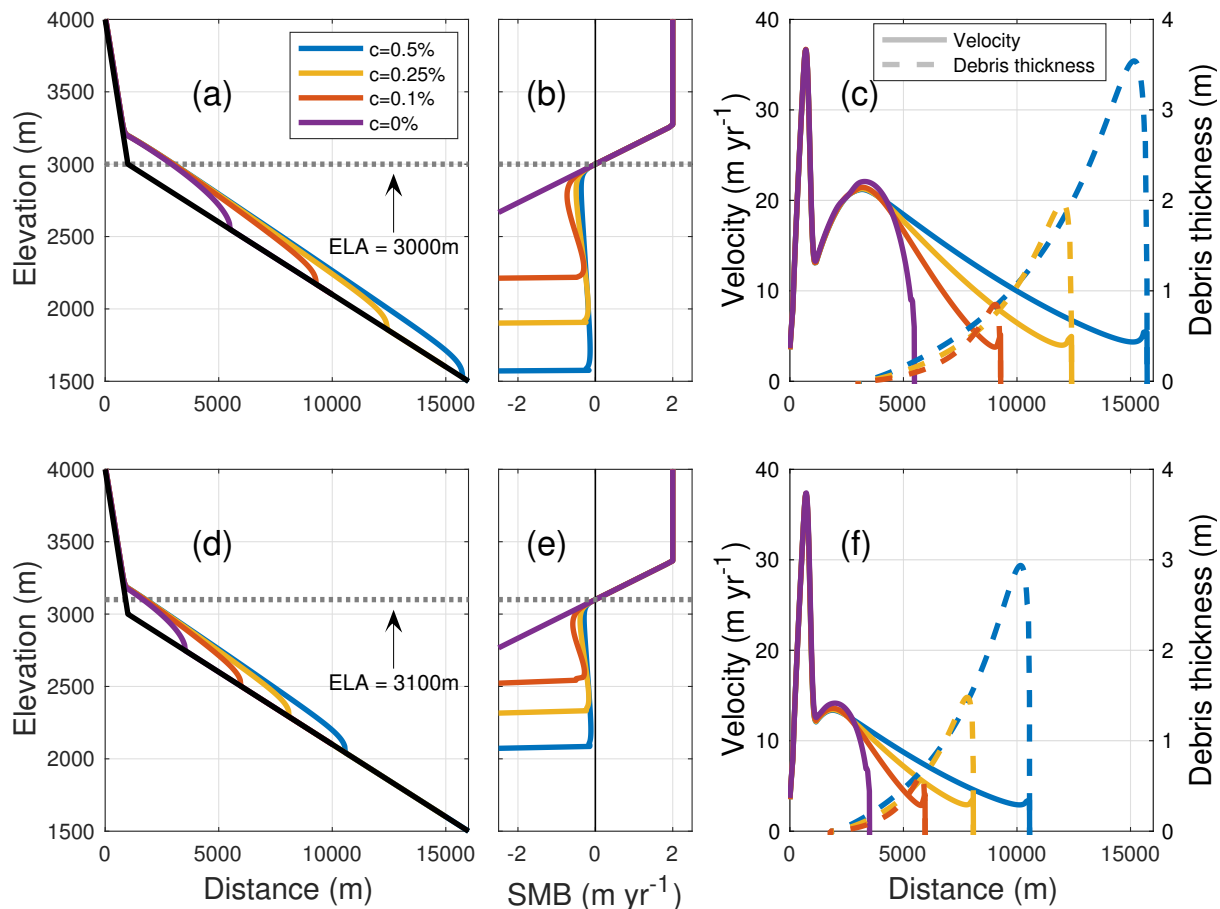 4000
3500
3000
2500
2000
1500
Elevation (m)
0
5000
10000
15000
(a)
c=0.5%
c=0.25%
c=0.1%
c=0%
ELA = 3000m
(b)
-2
0
2
(c)
Velocity
Debris thickness
40
30
20
10
0
Velocity (m yr-1)
0
5000
10000
15000
4
3
2
1
0
Debris thickness (m)
4000
3500
3000
2500
2000
1500
Elevation (m)
(d)
ELA = 3100m
0
5000
10000
15000
Distance (m)
(e)
-2
0
2
SMB (m yr-1)
(f)
40
30
20
10
0
Velocity (m yr-1)
0
5000
10000
15000
Distance (m)
4
3
2
1
0
Debris thickness (m)